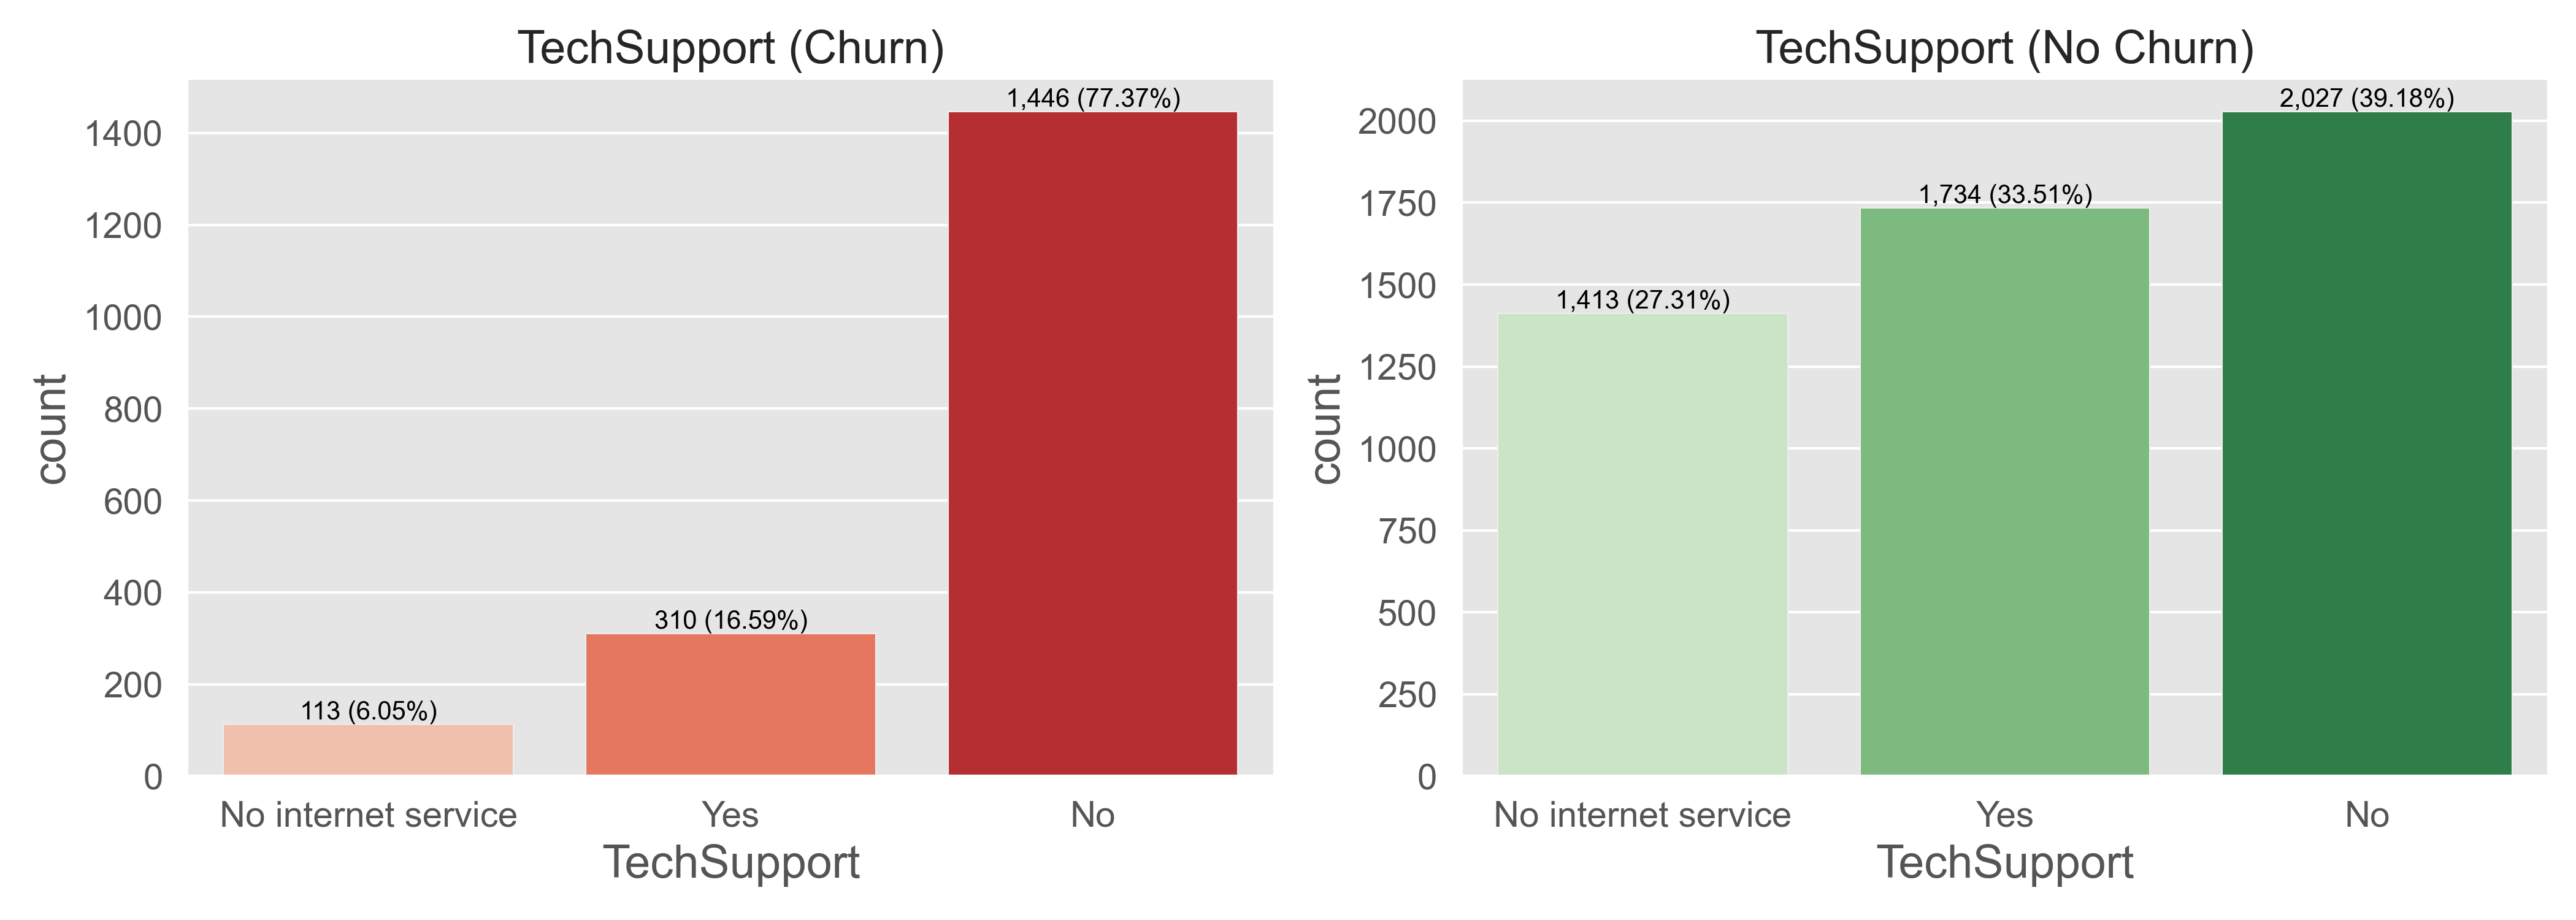 TechSupport (Churn)
1,446 (77.37%)
310 (16.59%)
113 (6.05%)
1400
1200
1000
800
600
400
200
0
count
No internet service
Yes
No
TechSupport
TechSupport (No Churn)
2,027 (39.18%)
1,734 (33.51%)
1,413 (27.31%)
2000
1750
1500
1250
1000
750
500
250
0
count
No internet service
Yes
No
TechSupport